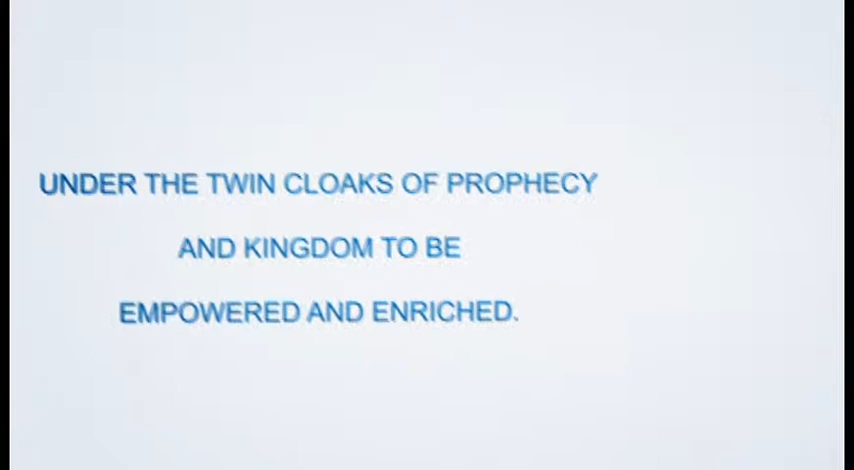 UNDER THE TWIN CLOAKS OF PROPHECY
AND KINGDOM TO BE
EMPOWERED AND ENRICHED.